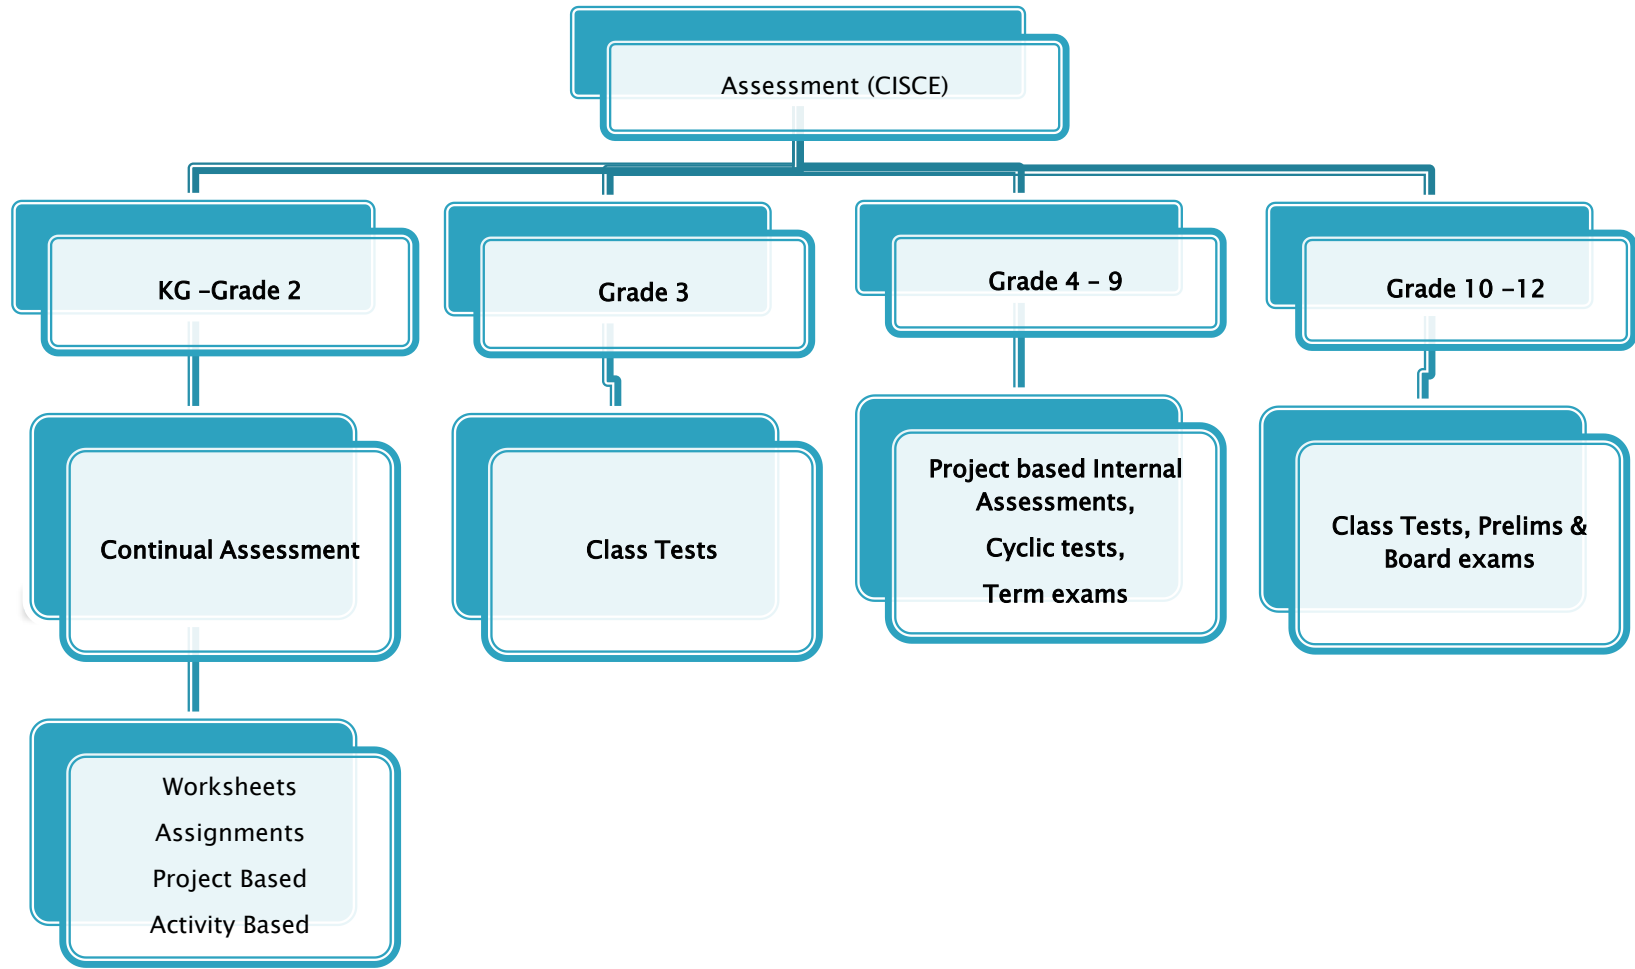 Assessment (CISCE)
KG –Grade 2
Grade 3
Grade 4 – 9
Grade 10 –12
Continual Assessment
Class Tests
Project based Internal
Assessments,
Cyclic tests,
Term exams
Class Tests, Prelims &
Board exams
Worksheets
Assignments
Project Based
Activity Based